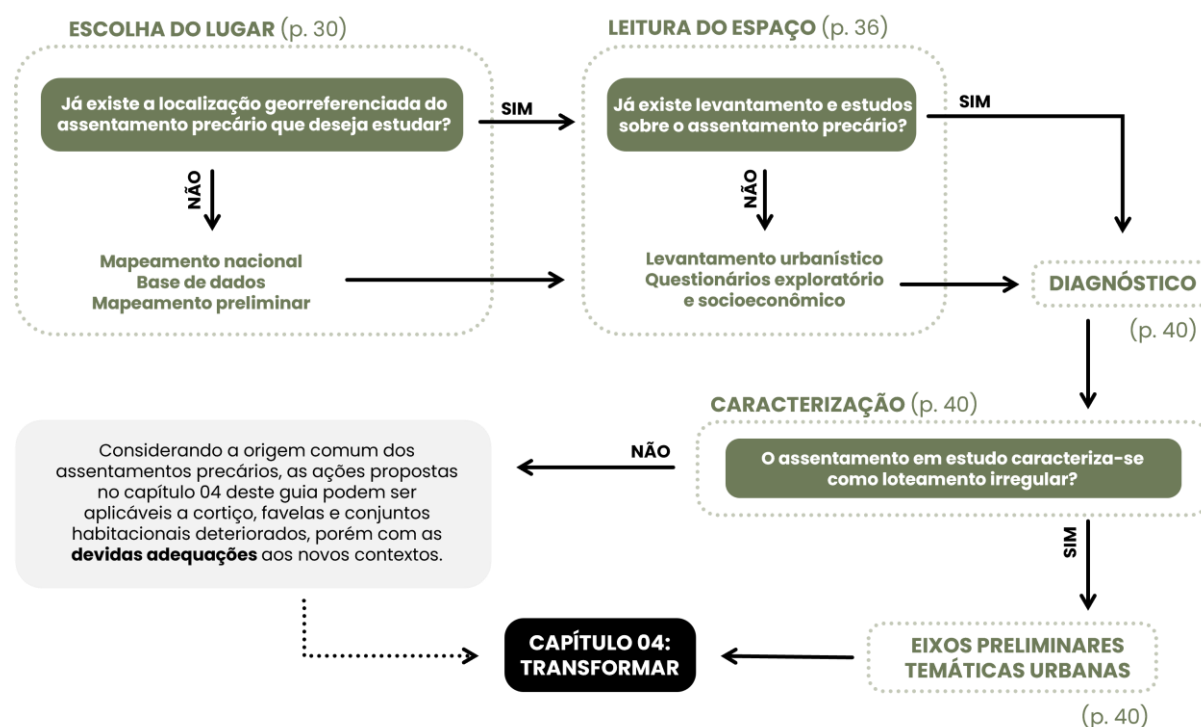 ESCOLHA DO LUGAR (p. 30)
Já existe a localização georreferenciada do
assentamento precário que deseja estudar?
SIM
NÃO
Mapeamento nacional
Base de dados
Mapeamento preliminar
LEITURA DO ESPAÇO (p. 36)
Já existe levantamento e estudos
sobre o assentamento precário?
SIM
NÃO
Levantamento urbanístico
Questionários exploratório
e socioeconômico
DIAGNÓSTICO
(p. 40)
CARACTERIZAÇÃO (p. 40)
O assentamento em estudo caracteriza-se
como loteamento irregular?
NÃO
Considerando a origem comum dos
assentamentos precários, as ações propostas
no capítulo 04 deste guia podem ser
aplicáveis a cortiço, favelas e conjuntos
habitacionais deteriorados, porém com as
devidas adequações aos novos contextos.
SIM
EIXOS PRELIMINARES
TEMÁTICAS URBANAS
(p. 40)
CAPÍTULO 04:
TRANSFORMAR